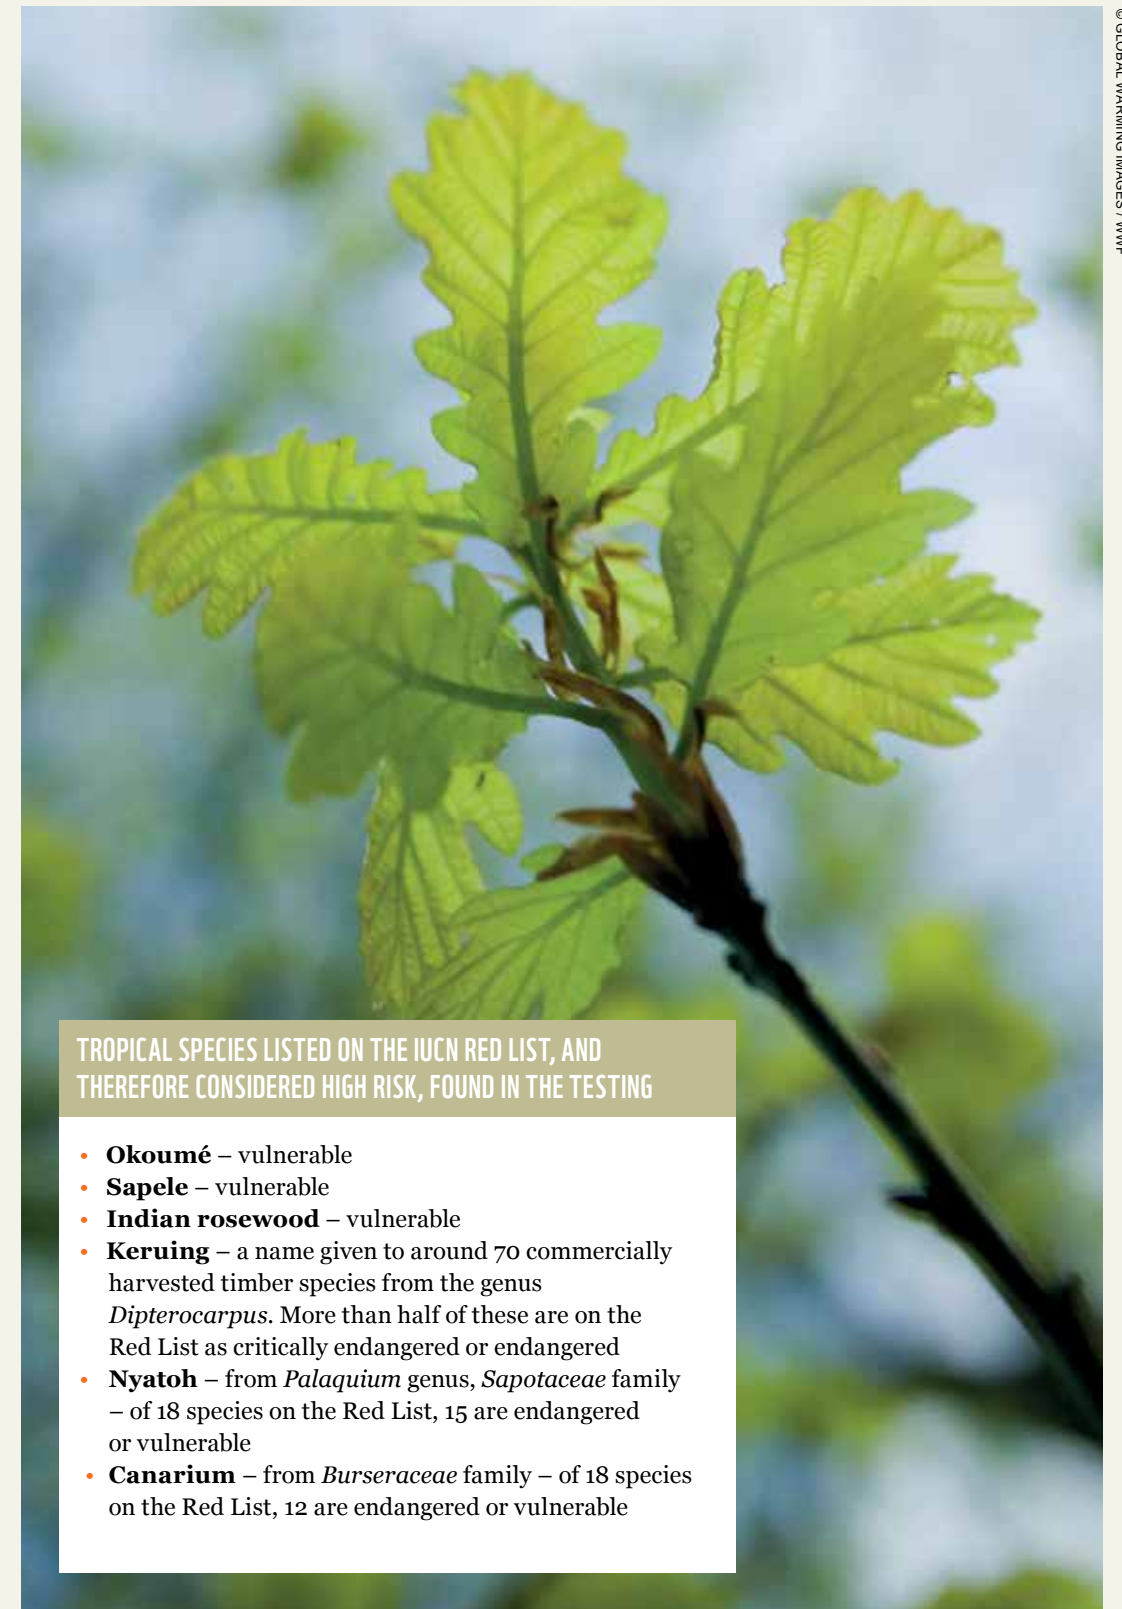 © GLOBAL WARMING IMAGES / WWF
TROPICAL SPECIES LISTED ON THE IUCN RED LIST, AND
THEREFORE CONSIDERED HIGH RISK, FOUND IN THE TESTING
• Okoumé – vulnerable
• Sapele – vulnerable
• Indian rosewood – vulnerable
• Keruing – a name given to around 70 commercially
harvested timber species from the genus
Dipterocarpus. More than half of these are on the
Red List as critically endangered or endangered
• Nyatoh – from Palaquium genus, Sapotaceae family
– of 18 species on the Red List, 15 are endangered
or vulnerable
• Canarium – from Burseraceae family – of 18 species
on the Red List, 12 are endangered or vulnerable